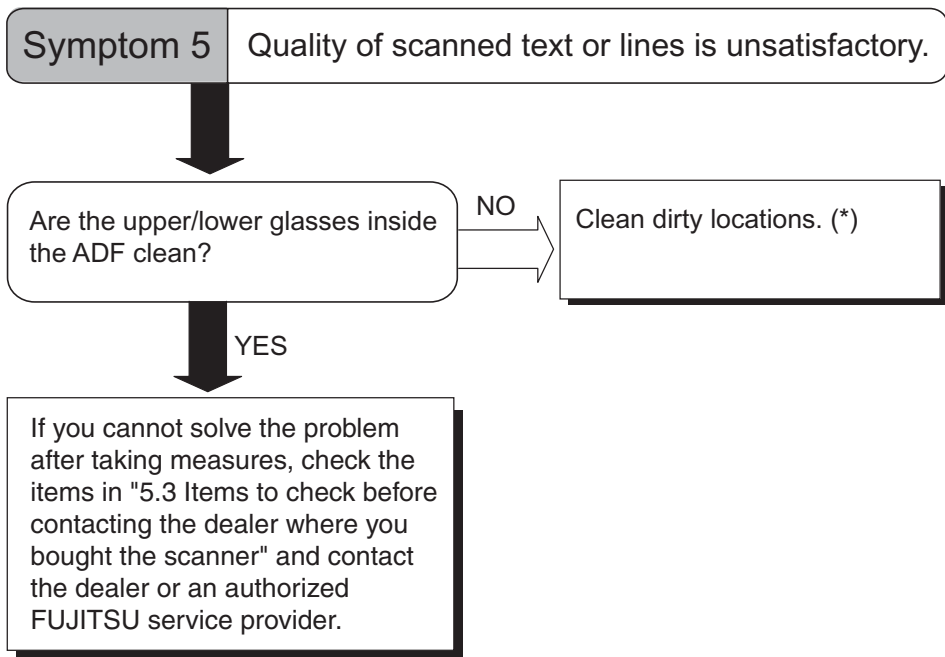 Symptom 5 Quality of scanned text or lines is unsatisfactory.
Are the upper/lower glasses inside
the ADF clean?
NO
Clean dirty locations. (*)
YES
If you cannot solve the problem
after taking measures, check the
items in "5.3 Items to check before
contacting the dealer where you
bought the scanner" and contact
the dealer or an authorized
FUJITSU service provider.